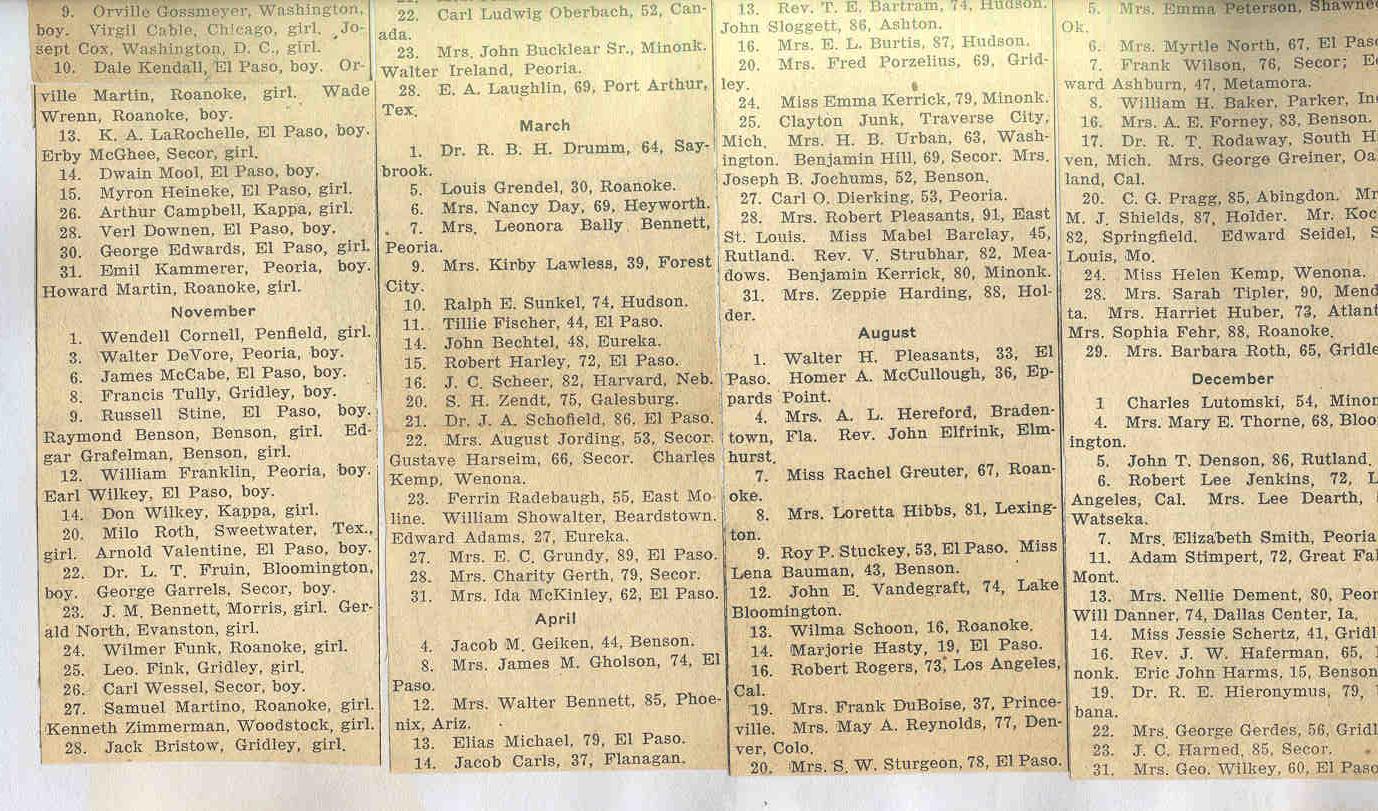 9. Orville Gossmeyer, Washington,
boy. Virgil Cable, Chicago, girl. Jo-
sept Cox, Washington, D. C., girl.
10. Dale Kendall, El Paso, boy. Or-
ville Martin, Roanoke, girl. Wade
Wrenn, Roanoke, boy.
13. K. A. LaRochelle, El Paso, boy.
Erby McGhee, Secor, girl.
14. Dwain Mool, El Paso, boy.
15. Myron Heineke, El Paso, girl.
26. Arthur Campbell, Kappa, girl.
28. Verl Downen, El Paso, boy.
30. George Edwards, El Paso, girl.
31. Emil Kammerer, Peoria, boy.
Howard Martin, Roanoke, girl.
November
1. Wendell Cornell, Penfield, girl.
3. Walter DeVore, Peoria, boy.
6. James McCabe, El Paso, boy.
8. Francis Tully, Gridley, boy.
9. Russell Stine, El Paso, boy.
Raymond Benson, Benson, girl. Ed-
gar Grafelman, Benson, girl.
12. William Franklin, Peoria, boy.
Earl Wilkey, El Paso, boy.
14. Don Wilkey, Kappa, girl.
20. Milo Roth, Sweetwater, Tex.,
girl. Arnold Valentine, El Paso, boy.
22. Dr. L. T. Fruin, Bloomington,
boy. George Garrels, Secor, boy.
23. J. M. Bennett, Morris, girl. Ger-
ald North, Evanston, girl.
24. Wilmer Funk, Roanoke, girl.
25. Leo. Fink, Gridley, girl.
26. Carl Wessel, Secor, boy.
27. Samuel Martino, Roanoke, girl.
Kenneth Zimmerman, Woodstock, girl.
28. Jack Bristow, Gridley, girl.
22. Carl Ludwig Oberbach, 52, Can-
ada.
23. Mrs. John Bucklear Sr., Minonk.
Walter Ireland, Peoria.
28. E. A. Laughlin, 69, Port Arthur,
Tex.
March
1. Dr. R. B. H. Drumm, 64, Say-
brook.
5. Louis Grendel, 30, Roanoke.
6. Mrs. Nancy Day, 69, Heyworth.
7. Mrs. Leonora Bally Bennett,
Peoria.
9. Mrs. Kirby Lawless, 39, Forest
City.
10. Ralph E. Sunkel, 74, Hudson.
11. Tillie Fischer, 44, El Paso.
14. John Bechtel, 48, Eureka.
15. Robert Harley, 72, El Paso.
16. J. C. Scheer, 82, Harvard, Neb.
20. S. H. Zendt, 75, Galesburg.
21. Dr. J. A. Schofield, 86, El Paso.
22. Mrs. August Jording, 53, Secor.
Gustave Harseim, 66, Secor. Charles
Kemp, Wenona.
23. Ferrin Radebaugh, 55, East Mo-
line. William Showalter, Beardstown.
Edward Adams, 27, Eureka.
27. Mrs. E. C. Grundy, 89, El Paso.
28. Mrs. Charity Gerth, 79, Secor.
31. Mrs. Ida McKinley, 62, El Paso.
April
4. Jacob M. Geiken, 44, Benson.
8. Mrs. James M. Gholson, 74, El
Paso.
12. Mrs. Walter Bennett, 85, Phoe-
nix, Ariz.
13. Elias Michael, 79, El Paso.
14. Jacob Carls, 37, Flanagan.
13. Rev. T. E. Bartram, 74, Hudson.
John Sloggett, 86, Ashton.
16. Mrs. E. L. Burtis, 87, Hudson.
20. Mrs. Fred Porzelius, 69, Grid-
ley.
24. Miss Emma Kerrick, 79, Minonk.
25. Clayton Junk, Traverse City,
Mich. Mrs. H. B. Urban, 63, Wash-
ington. Benjamin Hill, 69, Secor. Mrs.
Joseph B. Jochums, 52, Benson.
27. Carl O. Dierking, 53, Peoria.
28. Mrs. Robert Pleasants, 91, East
St. Louis. Miss Mabel Barclay, 45,
Rutland. Rev. V. Strubhar, 82, Mea-
dows. Benjamin Kerrick, 80, Minonk.
31. Mrs. Zeppie Harding, 88, Hol-
der.
August
1. Walter H. Pleasants, 33, El
Paso. Homer A. McCullough, 36, Ep-
pards Point.
4. Mrs. A. L. Hereford, Braden-
town, Fla. Rev. John Elfrink, Elm-
hurst.
7. Miss Rachel Greuter, 67, Roan-
oke.
8. Mrs. Loretta Hibbs, 81, Lexing-
ton.
9. Roy P. Stuckey, 53, El Paso. Miss
Lena Bauman, 43, Benson.
12. John E. Vandegraft, 74, Lake
Bloomington.
13. Wilma Schoon, 16, Roanoke.
14. Marjorie Hasty, 19, El Paso.
16. Robert Rogers, 73, Los Angeles,
Cal.
19. Mrs. Frank DuBoise, 37, Prince-
ville. Mrs. May A. Reynolds, 77, Den-
ver, Colo.
20. Mrs. S. W. Sturgeon, 78, El Paso.
5. Mrs. Emma Peterson, Shawnee
Ok.
6. Mrs. Myrtle North, 67, El Paso
7. Frank Wilson, 76, Secor; Ed
ward Ashburn, 47, Metamora.
8. William H. Baker, Parker, In
16. Mrs. A. E. Forney, 83, Benson.
17. Dr. R. T. Rodaway, South H
ven, Mich. Mrs. George Greiner, Oa
land, Cal.
20. C. G. Pragg, 85, Abingdon. Mr
M. J. Shields, 87, Holder. Mr. Koc
82, Springfield. Edward Seidel, S
Louis, Mo.
24. Miss Helen Kemp, Wenona.
28. Mrs. Sarah Tipler, 90, Mend
ta. Mrs. Harriet Huber, 73, Atlant
Mrs. Sophia Fehr, 88, Roanoke.
29. Mrs. Barbara Roth, 65, Gridle
December
1 Charles Lutomski, 54, Minon
4. Mrs. Mary E. Thorne, 68, Bloo
ington.
5. John T. Denson, 86, Rutland.
6. Robert Lee Jenkins, 72, L
Angeles, Cal. Mrs. Lee Dearth,
Watseka.
7. Mrs. Elizabeth Smith, Peoria
11. Adam Stimpert, 72, Great Fal
Mont.
13. Mrs. Nellie Dement, 80, Peor
Will Danner, 74, Dallas Center, Ia.
14. Miss Jessie Schertz, 41, Gridl
16. Rev. J. W. Haferman, 65,
nonk. Eric John Harms, 15, Benson
19. Dr. R. E. Hieronymus, 79,
bana.
22. Mrs. George Gerdes, 56, Gridl
23. J. C. Harned, 85, Secor.
31. Mrs. Geo. Wilkey, 60, El Paso